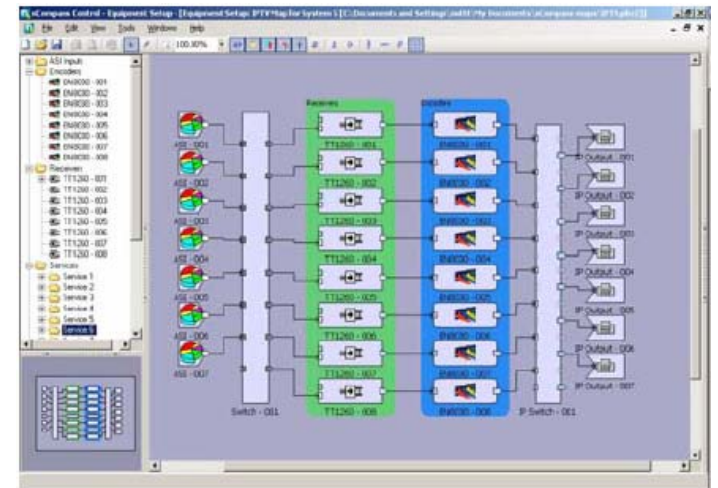 nCompass Control - Equipment Setup - [Equipment Setup: IPTV Map for System 5 [C:\Documents and Settings\
File Edit View Tools Windows Help
100.00%
ASI Inputs
Encoders
EN8030 - 001
EN8030 - 002
EN8030 - 003
EN8030 - 004
EN8030 - 005
EN8030 - 006
EN8030 - 007
EN8030 - 008
Receivers
TT1260 - 001
TT1260 - 002
TT1260 - 003
TT1260 - 004
TT1260 - 005
TT1260 - 006
TT1260 - 007
TT1260 - 008
Services
Service 1
Service 2
Service 3
Service 4
Service 5
Service 6
Receivers
Encoders
ASI - 001
TT1260 - 001
EN8030 - 001
IP Output - 001
ASI - 002
TT1260 - 002
EN8030 - 002
IP Output - 002
ASI - 003
TT1260 - 003
EN8030 - 003
IP Output - 003
ASI - 004
TT1260 - 004
EN8030 - 004
IP Output - 004
ASI - 005
TT1260 - 005
EN8030 - 005
IP Output - 005
ASI - 006
TT1260 - 006
EN8030 - 006
IP Output - 006
ASI - 007
TT1260 - 007
EN8030 - 007
IP Output - 007
Switch - 001
TT1260 - 008
EN8030 - 008
IP Switch - 001